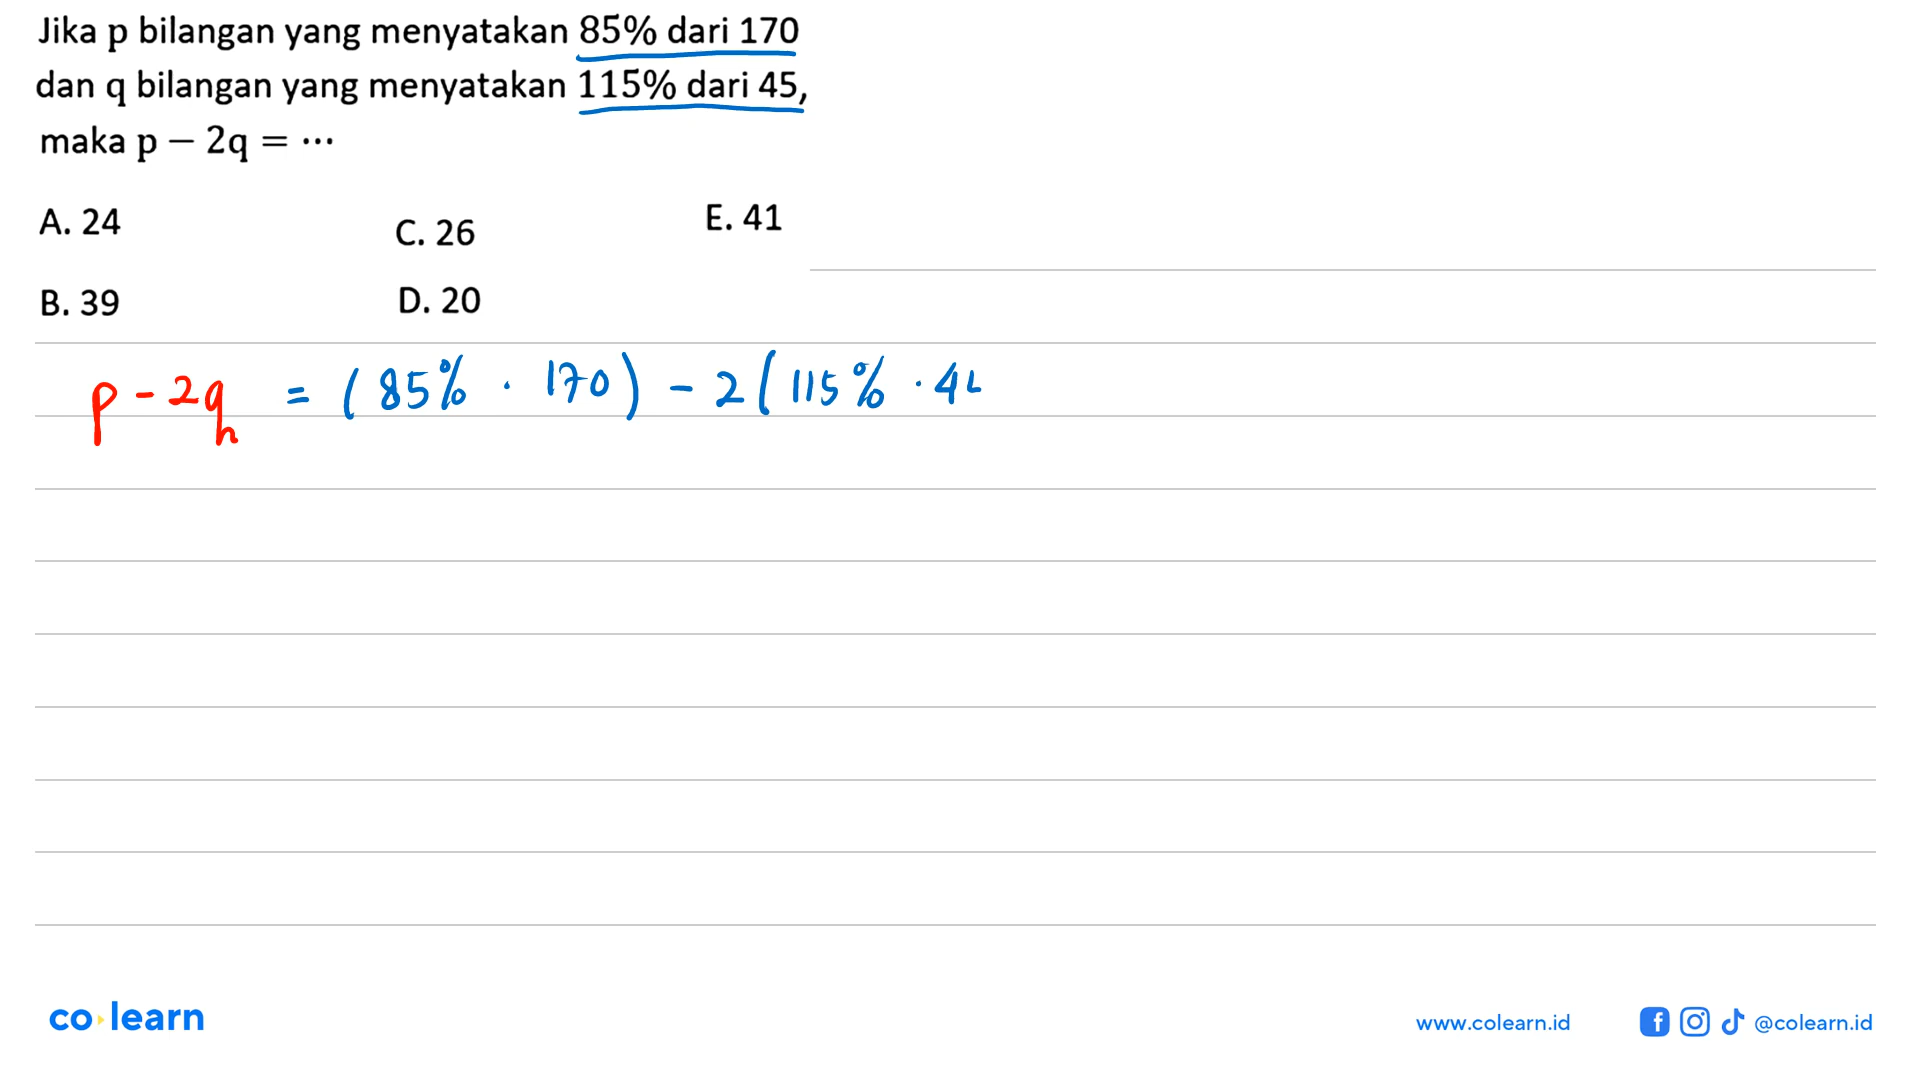 Jika p bilangan yang menyatakan 85% dari 170
dan q bilangan yang menyatakan 115% dari 45,
maka p − 2q = ⋯
A. 24
C. 26
E. 41
B. 39
D. 20
p - 2q = (85% · 170) - 2(115% · 4
co learn
www.colearn.id
@colearn.id